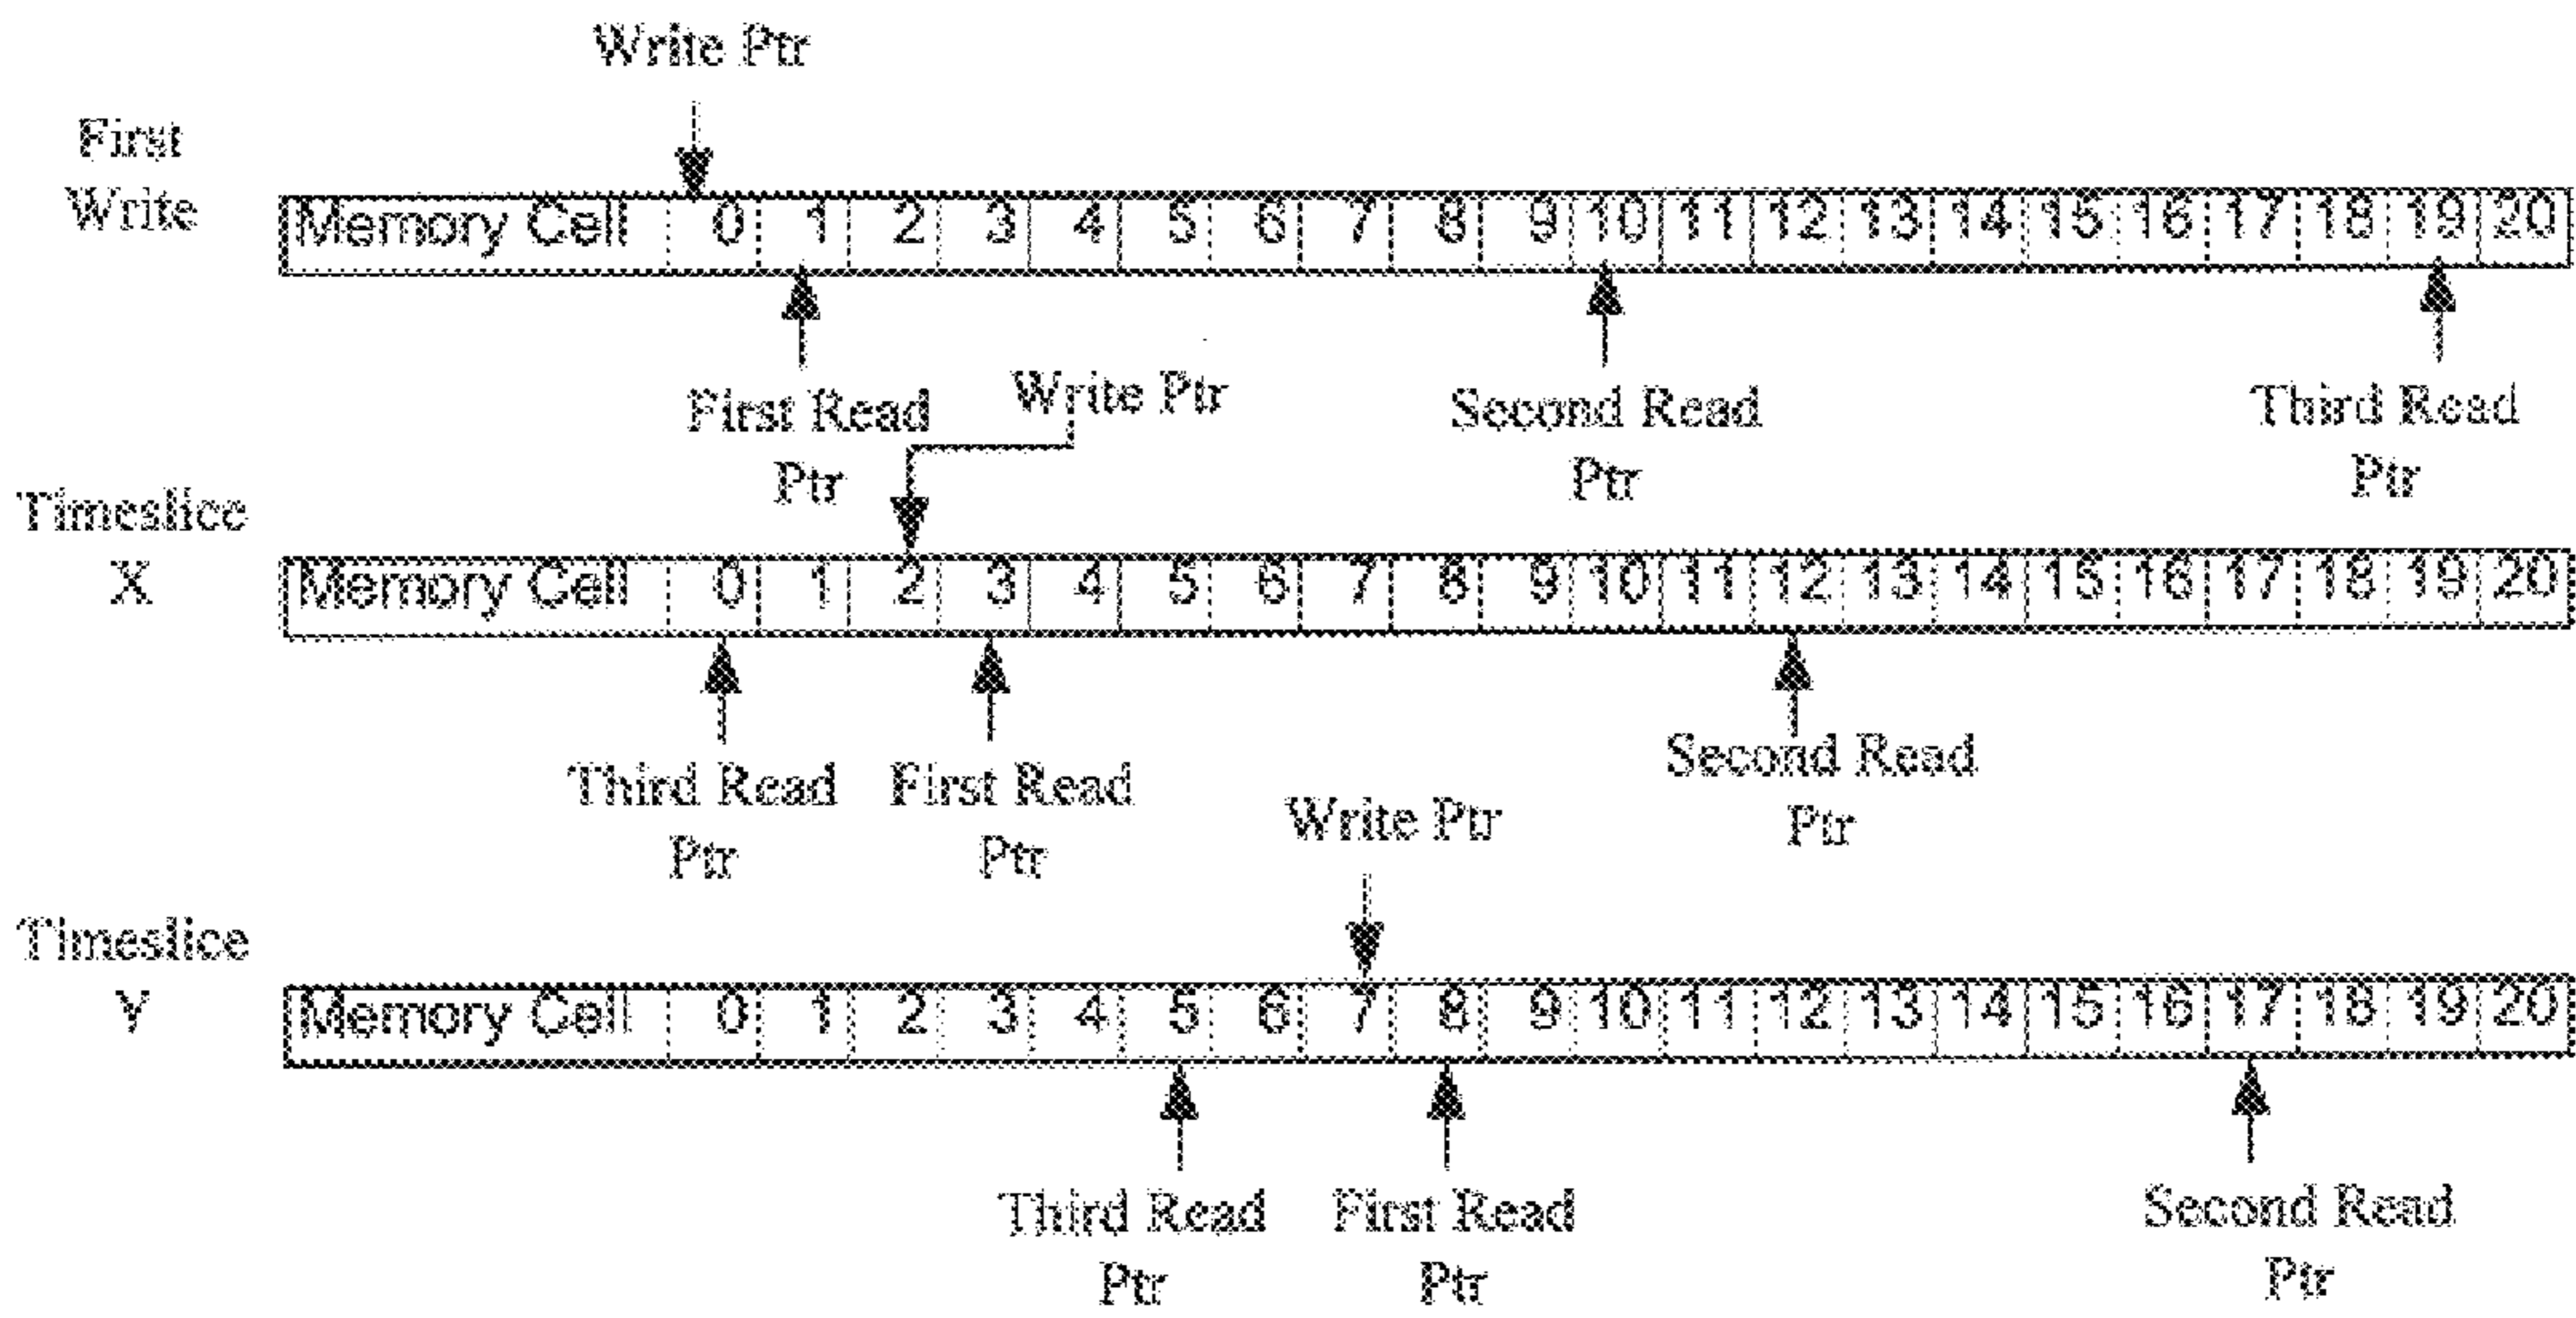 Write Ptr
First
Write
Memory Cell 0 1 2 3 4 5 6 7 8 9 10 11 12 13 14 15 16 17 18 19 20
First Read
Ptr
Write Ptr
Second Read
Ptr
Third Read
Ptr
Timeslice
X
Memory Cell 0 1 2 3 4 5 6 7 8 9 10 11 12 13 14 15 16 17 18 19 20
Third Read
Ptr
First Read
Ptr
Second Read
Ptr
Write Ptr
Timeslice
Y
Memory Cell 0 1 2 3 4 5 6 7 8 9 10 11 12 13 14 15 16 17 18 19 20
Third Read
Ptr
First Read
Ptr
Second Read
Ptr